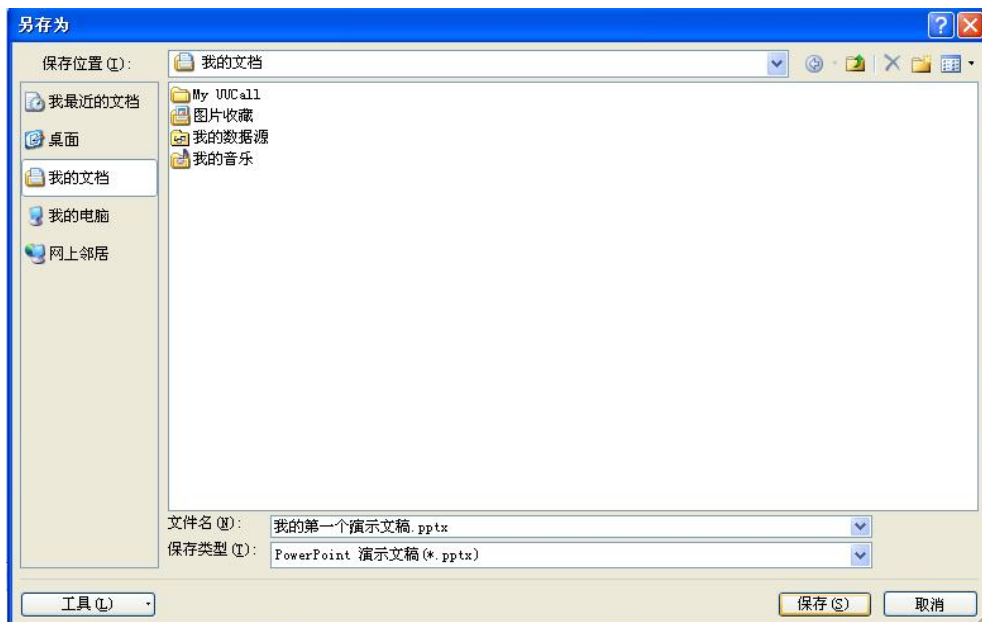 另存为
保存位置(I):
我的文档
我最近的文档
桌面
我的文档
我的电脑
网上邻居
My UUCall
图片收藏
我的数据源
我的音乐
文件名(N):
我的第一个演示文稿.pptx
保存类型(T):
PowerPoint 演示文稿(*.pptx)
工具(L)
保存(S)
取消